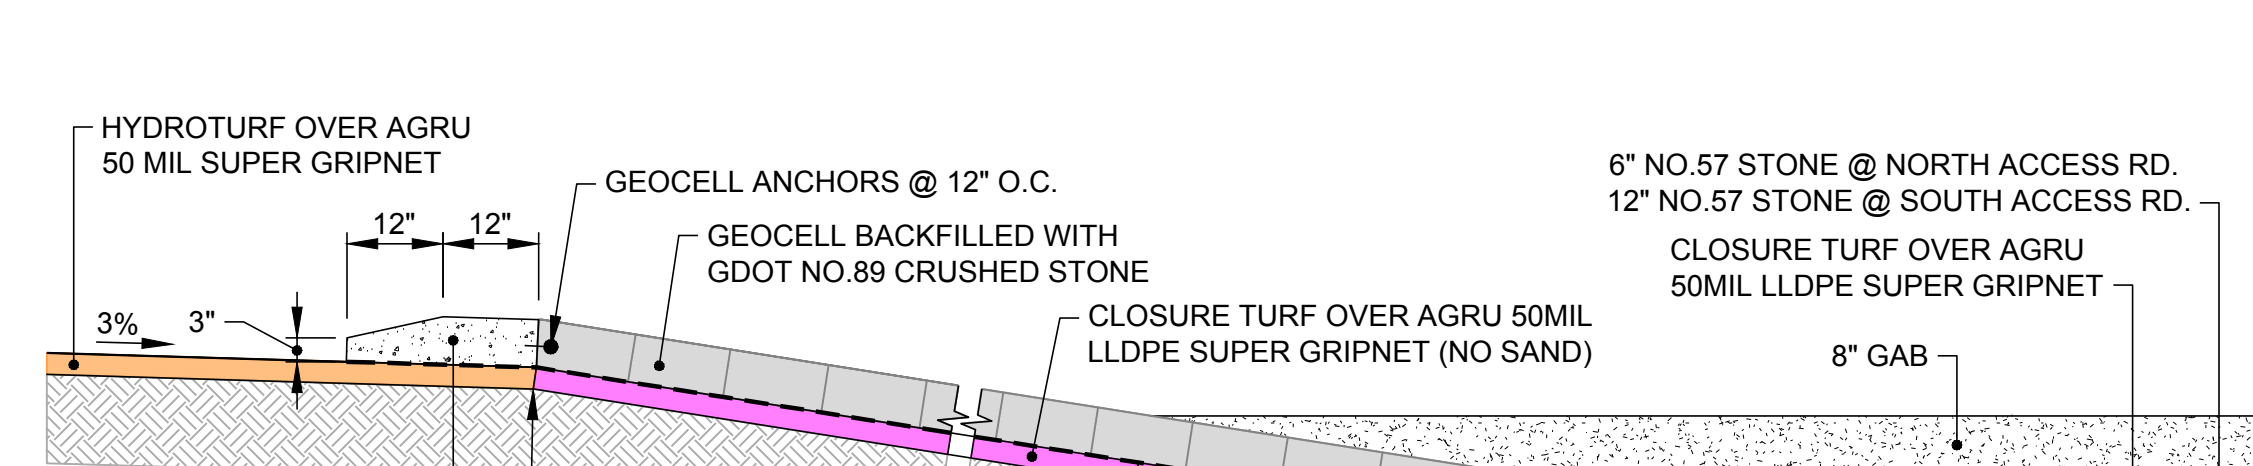 HYDROTURF OVER AGRU
50 MIL SUPER GRIPNET
GEOCELL ANCHORS @ 12" O.C.
12" 12"
GEOCELL BACKFILLED WITH
GDOT NO.89 CRUSHED STONE
3% 3"
CLOSURE TURF OVER AGRU 50MIL
LLDPE SUPER GRIPNET (NO SAND)
6" NO.57 STONE @ NORTH ACCESS RD.
12" NO.57 STONE @ SOUTH ACCESS RD.
CLOSURE TURF OVER AGRU
50MIL LLDPE SUPER GRIPNET
8" GAB